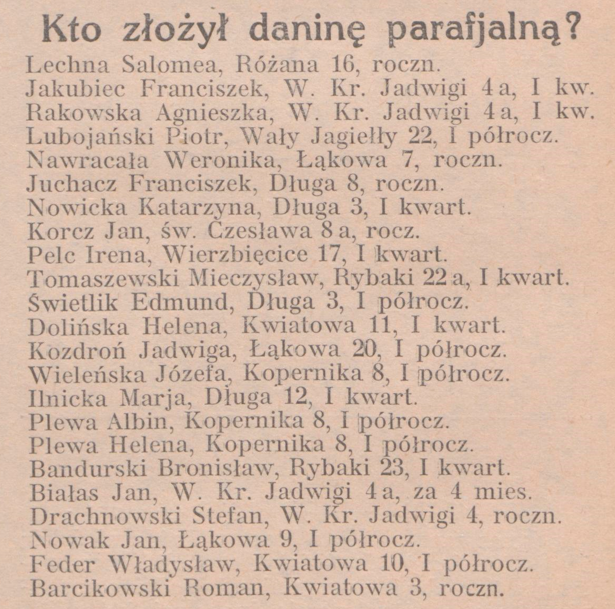 Kto złożył daninę parafjalną?
Lechna Salomea, Różana 16, roczn.
Jakubiec Franciszek, W. Kr. Jadwigi 4 a, I kw.
Rakowska Agnieszka, W. Kr. Jadwigi 4 a, I kw.
Lubojański Piotr, Wały Jagiełły 22, I półrocz.
Nawracała Weronika, Łąkowa 7, roczn.
Juchacz Franciszek, Długa 8, roczn.
Nowicka Katarzyna, Długa 3, I kwart.
Korcz Jan, św. Czesława 8 a, rocz.
Pelc Irena, Wierzbięcice 17, I kwart.
Tomaszewski Mieczysław, Rybaki 22 a, I kwart.
Świetlik Edmund, Długa 3, I półrocz.
Dolińska Helena, Kwiatowa 11, I kwart.
Kozdroń Jadwiga, Łąkowa 20, I półrocz.
Wieleńska Józefa, Kopernika 8, I półrocz.
Ilnicka Marja, Długa 12, I kwart.
Plewa Albin, Kopernika 8, I półrocz.
Plewa Helena, Kopernika 8, I półrocz.
Bandurski Bronisław, Rybaki 23, I kwart.
Białas Jan, W. Kr. Jadwigi 4 a, za 4 mies.
Drachnowski Stefan, W. Kr. Jadwigi 4, roczn.
Nowak Jan, Łąkowa 9, I półrocz.
Feder Władysław, Kwiatowa 10, I półrocz.
Barcikowski Roman, Kwiatowa 3, roczn.